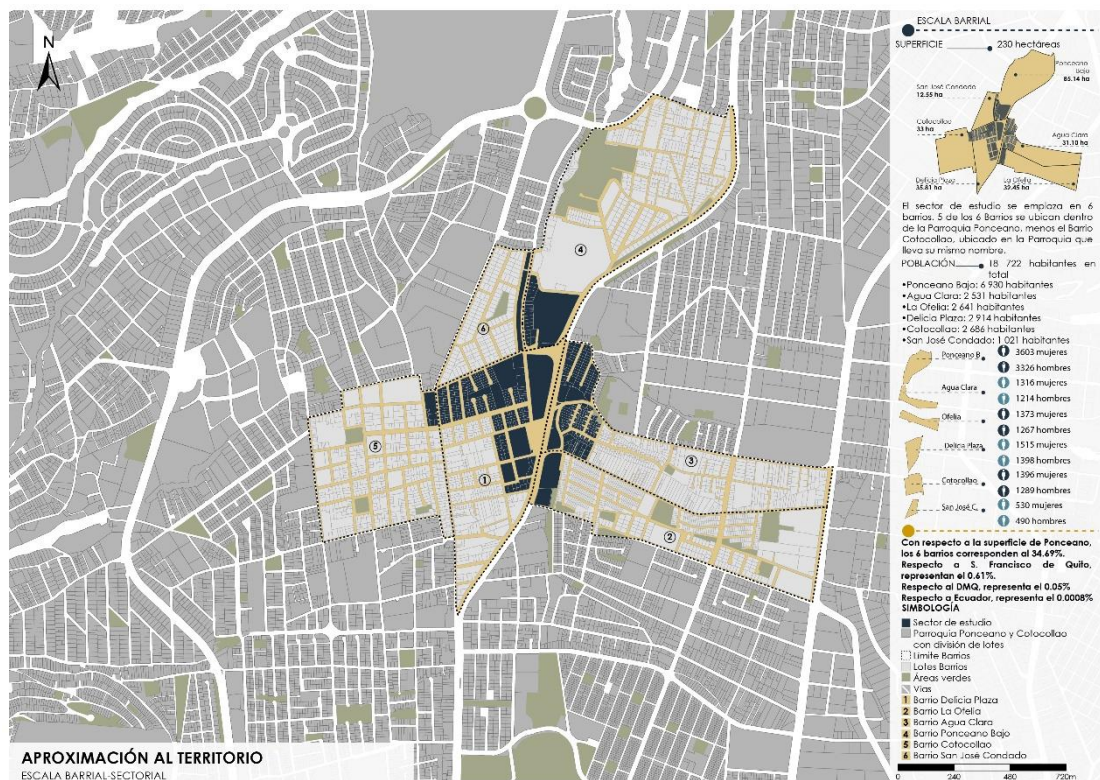 N
4
6
5
3
1
2
APROXIMACIÓN AL TERRITORIO
ESCALA BARRIAL-SECTORIAL
ESCALA BARRIAL
SUPERFICIE 230 hectáreas
Ponceano
Bajo
85.14 ha
San José Condado
12.55 ha
Cotocollao
33 ha
Agua Clara
31.10 ha
Delicia Plaza
35.81 ha
La Ofelia
32.45 ha
El sector de estudio se emplaza en 6
barrios. 5 de los 6 Barrios se ubican dentro
de la Parroquia Ponceano, menos el Barrio
Cotocollao, ubicado en la Parroquia que
lleva su mismo nombre.
POBLACIÓN 18 722 habitantes en
total
•Ponceano Bajo: 6 930 habitantes
•Agua Clara: 2 531 habitantes
•La Ofelia: 2 641 habitantes
•Delicia Plaza: 2 914 habitantes
•Cotocollao: 2 686 habitantes
•San José Condado: 1 021 habitantes
Ponceano B.
3603 mujeres
3326 hombres
Agua Clara
1316 mujeres
1214 hombres
Ofelia
1373 mujeres
1267 hombres
Delicia Plaza
1515 mujeres
1398 hombres
Cotocollao
1396 mujeres
1289 hombres
San José C.
530 mujeres
490 hombres
Con respecto a la superficie de Ponceano,
los 6 barrios corresponden al 34.69%.
Respecto a S. Francisco de Quito,
representan el 0.61%.
Respecto al DMQ, representa el 0.05%
Respecto a Ecuador, representa el 0.0008%
SIMBOLOGÍA
Sector de estudio
Parroquia Ponceano y Cotocollao
con división de lotes
Límite Barrios
Lotes Barrios
Áreas verdes
Vías
1 Barrio Delicia Plaza
2 Barrio La Ofelia
3 Barrio Agua Clara
4 Barrio Ponceano Bajo
5 Barrio Cotocollao
6 Barrio San José Condado
0 240 480 720m